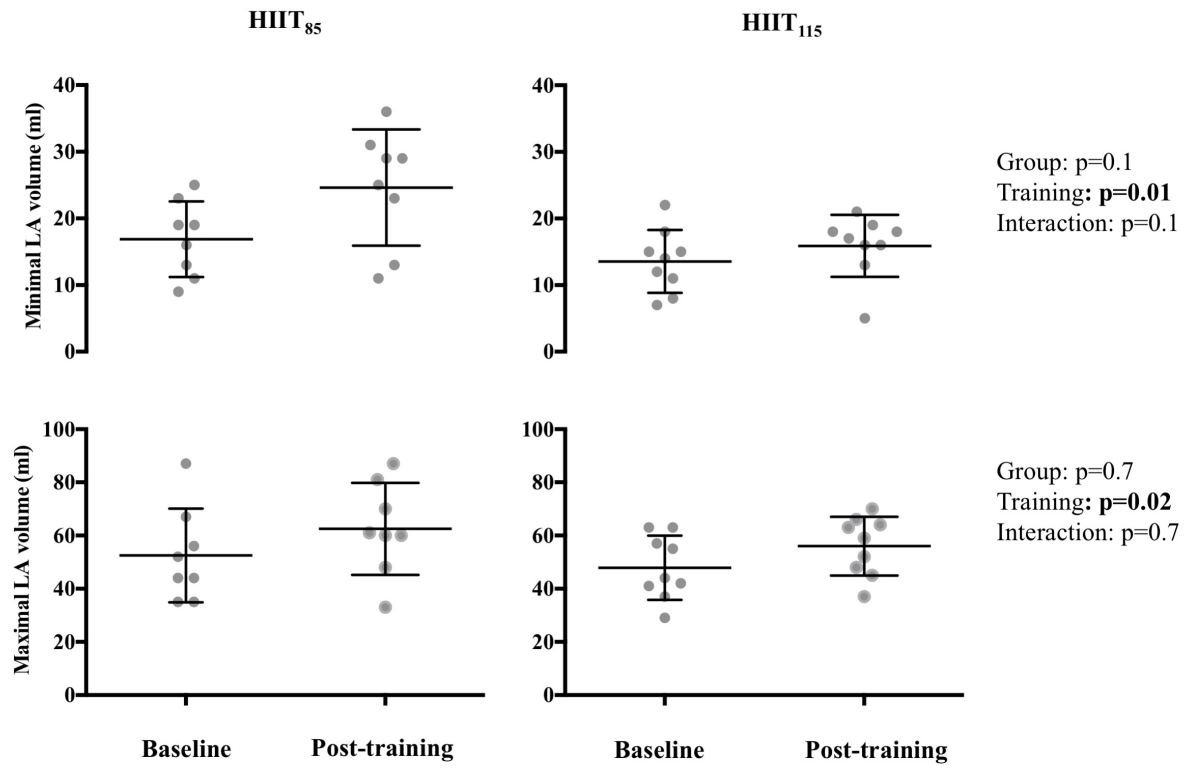 HIIT85
HIIT115
Minimal LA volume (ml)
40
30
20
10
0
40
30
20
10
0
Group: p=0.1
Training: p=0.01
Interaction: p=0.1
Maximal LA volume (ml)
100
80
60
40
20
0
100
80
60
40
20
0
Group: p=0.7
Training: p=0.02
Interaction: p=0.7
Baseline
Post-training
Baseline
Post-training